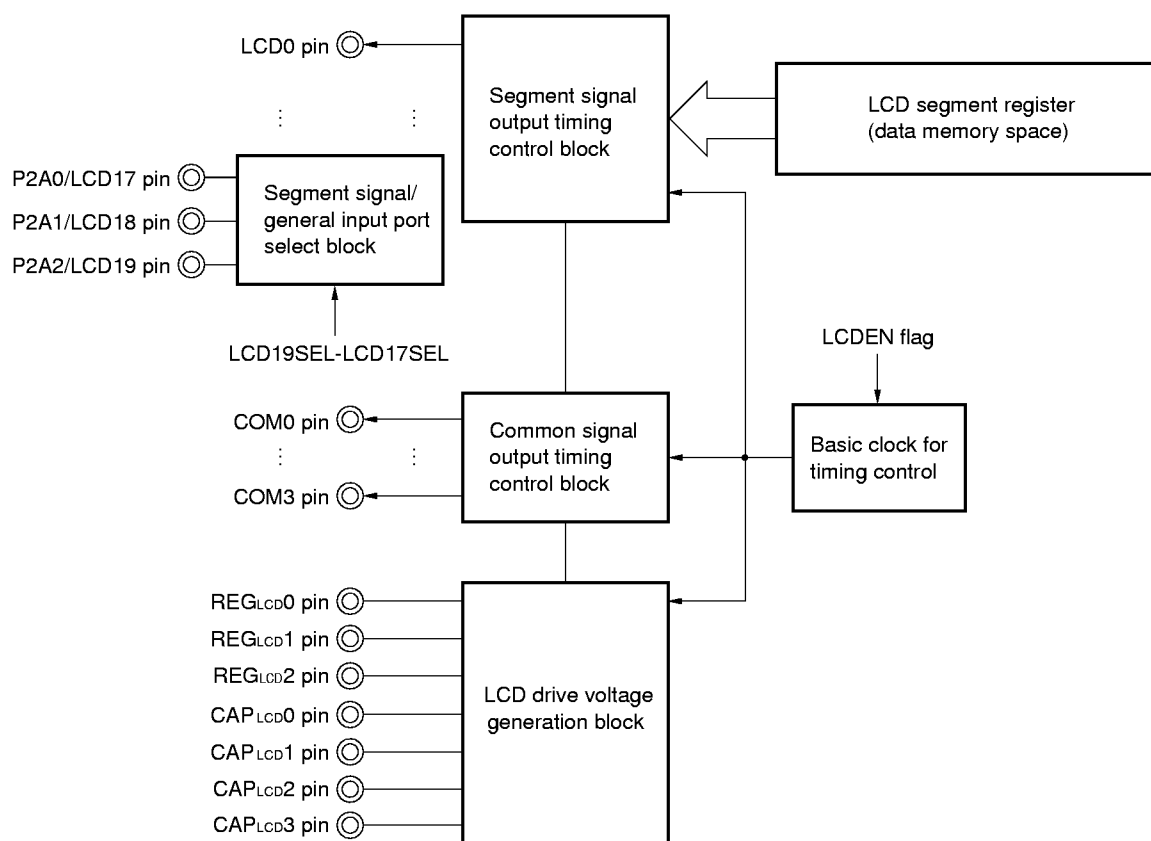 LCD0 pin
Segment signal
output timing
control block
LCD segment register
(data memory space)
P2A0/LCD17 pin
P2A1/LCD18 pin
P2A2/LCD19 pin
Segment signal/
general input port
select block
LCD19SEL-LCD17SEL
LCDEN flag
COM0 pin
COM3 pin
Common signal
output timing
control block
Basic clock for
timing control
REGLCD0 pin
REGLCD1 pin
REGLCD2 pin
CAPLCD0 pin
CAPLCD1 pin
CAPLCD2 pin
CAPLCD3 pin
LCD drive voltage
generation block